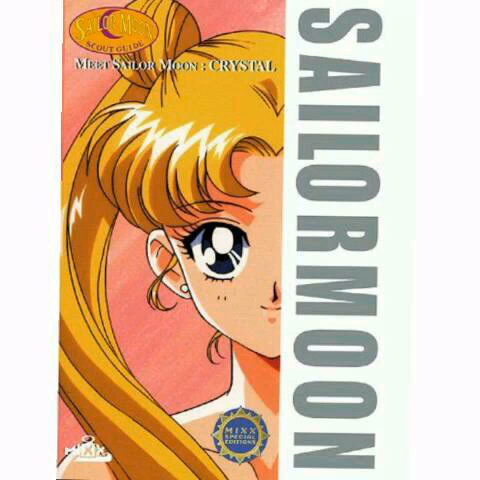 SAILOR MOON
SCOUT GUIDE
MEET SAILOR MOON : CRYSTAL
SAILORMOON
MIXX
SPECIAL
EDITIONS
MIXX